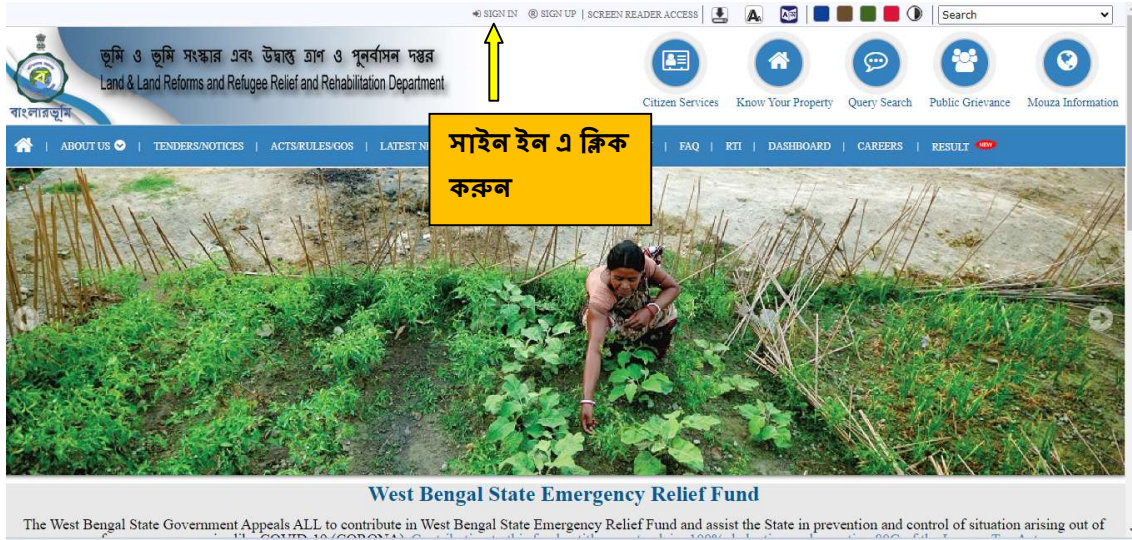 SIGN IN ® SIGN UP | SCREEN READER ACCESS
Search
ভূমি ও ভূমি সংস্কার এবং উদ্বাস্তু ত্রাণ ও পুনর্বাসন দপ্তর
Land & Land Reforms and Refugee Relief and Rehabilitation Department
বাংলারভূমি
Citizen Services
Know Your Property
Query Search
Public Grievance
Mouza Information
ABOUT US | TENDERS/NOTICES | ACTS/RULES/GOS | LATEST | FAQ | RTI | DASHBOARD | CAREERS | RESULT NEW
সাইন ইন এ ক্লিক
করুন
West Bengal State Emergency Relief Fund
The West Bengal State Government Appeals ALL to contribute in West Bengal State Emergency Relief Fund and assist the State in prevention and control of situation arising out of